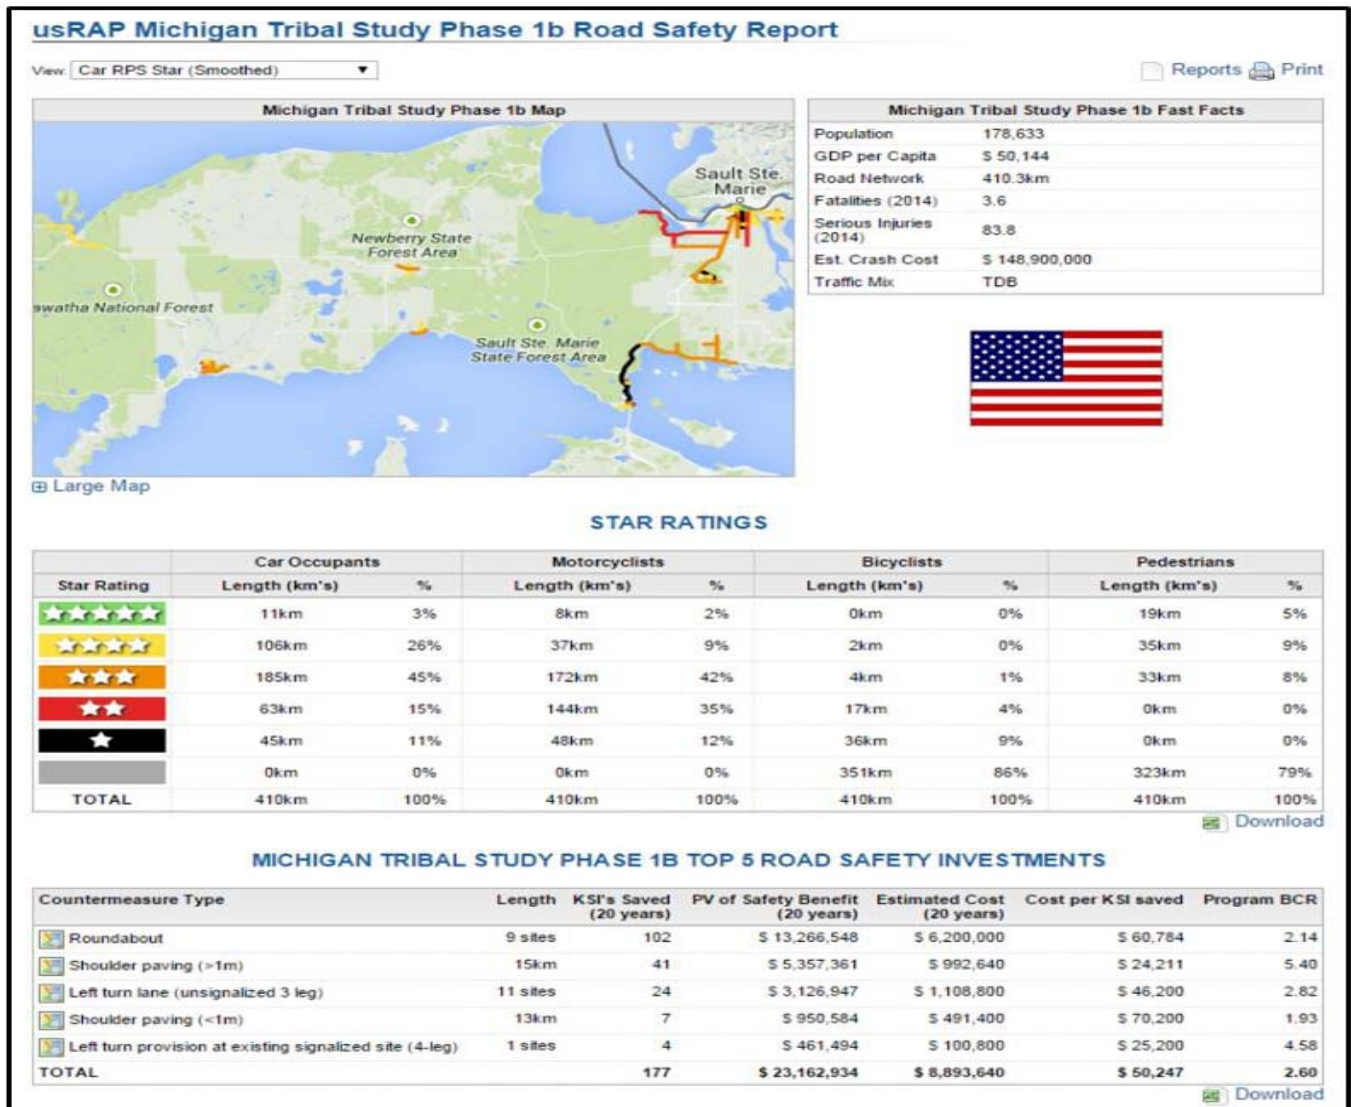 usRAP Michigan Tribal Study Phase 1b Road Safety Report
View: Car RPS Star (Smoothed)
Reports Print
Michigan Tribal Study Phase 1b Map
Sault Ste.
Marie
Newberry State
Forest Area
awatha National Forest
Sault Ste. Marie
State Forest Area
Large Map
Michigan Tribal Study Phase 1b Fast Facts
Population 178,633
GDP per Capita $ 50,144
Road Network 410.3km
Fatalities (2014) 3.6
Serious Injuries
(2014) 83.8
Est. Crash Cost $ 148,900,000
Traffic Mix TDB
STAR RATINGS
Car Occupants Motorcyclists Bicyclists Pedestrians
Star Rating Length (km's) % Length (km's) % Length (km's) % Length (km's) %
11km 3% 8km 2% 0km 0% 19km 5%
106km 26% 37km 9% 2km 0% 35km 9%
185km 45% 172km 42% 4km 1% 33km 8%
63km 15% 144km 35% 17km 4% 0km 0%
45km 11% 48km 12% 36km 9% 0km 0%
0km 0% 0km 0% 351km 86% 323km 79%
TOTAL 410km 100% 410km 100% 410km 100% 410km 100%
Download
MICHIGAN TRIBAL STUDY PHASE 1B TOP 5 ROAD SAFETY INVESTMENTS
Countermeasure Type Length KSI's Saved PV of Safety Benefit Estimated Cost Cost per KSI saved Program BCR
(20 years) (20 years) (20 years)
Roundabout 9 sites 102 $ 13,266,548 $ 6,200,000 $ 60,784 2.14
Shoulder paving (>1m) 15km 41 $ 5,357,361 $ 992,640 $ 24,211 5.40
Left turn lane (unsignalized 3 leg) 11 sites 24 $ 3,126,947 $ 1,108,800 $ 46,200 2.82
Shoulder paving (<1m) 13km 7 $ 950,584 $ 491,400 $ 70,200 1.93
Left turn provision at existing signalized site (4-leg) 1 sites 4 $ 461,494 $ 100,800 $ 25,200 4.58
TOTAL 177 $ 23,162,934 $ 8,893,640 $ 50,247 2.60
Download